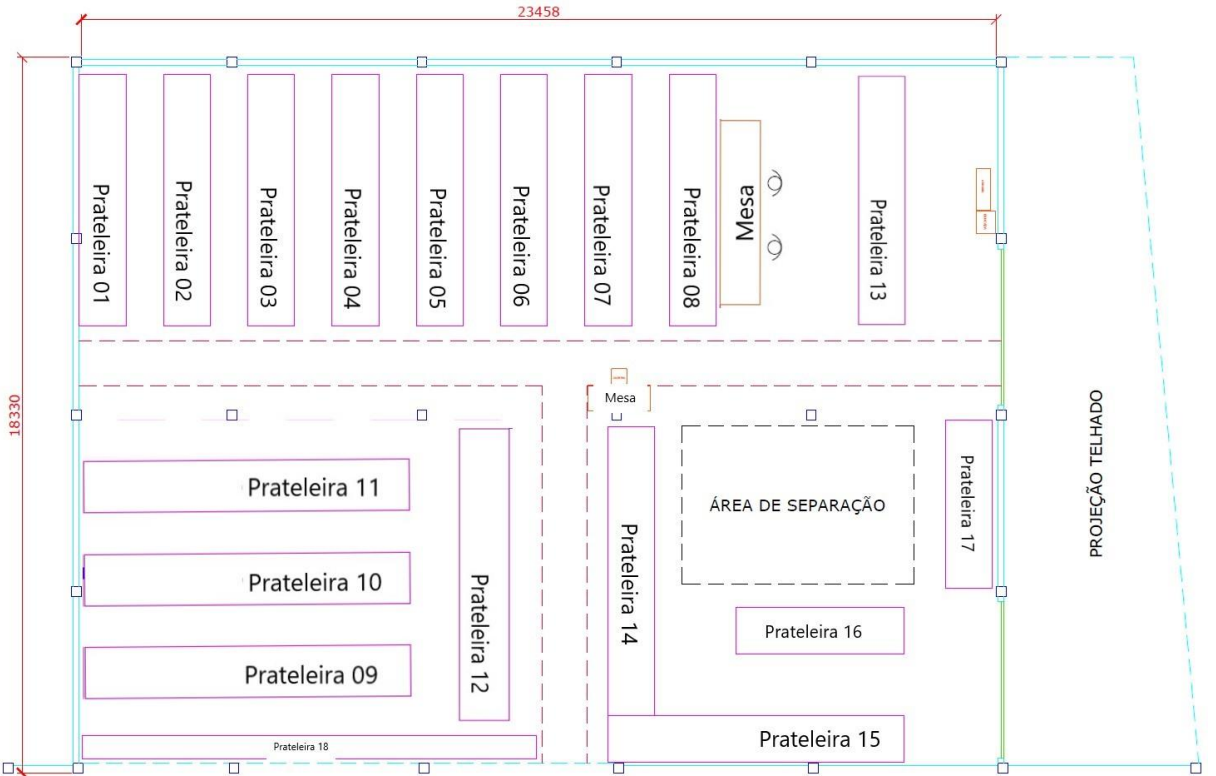 23458
Prateleira 01
Prateleira 02
Prateleira 03
Prateleira 04
Prateleira 05
Prateleira 06
Prateleira 07
Prateleira 08
Mesa
Prateleira 13
18330
Mesa
Prateleira 11
Prateleira 10
Prateleira 09
Prateleira 12
Prateleira 18
Prateleira 14
ÁREA DE SEPARAÇÃO
Prateleira 17
Prateleira 16
Prateleira 15
PROJEÇÃO TELHADO